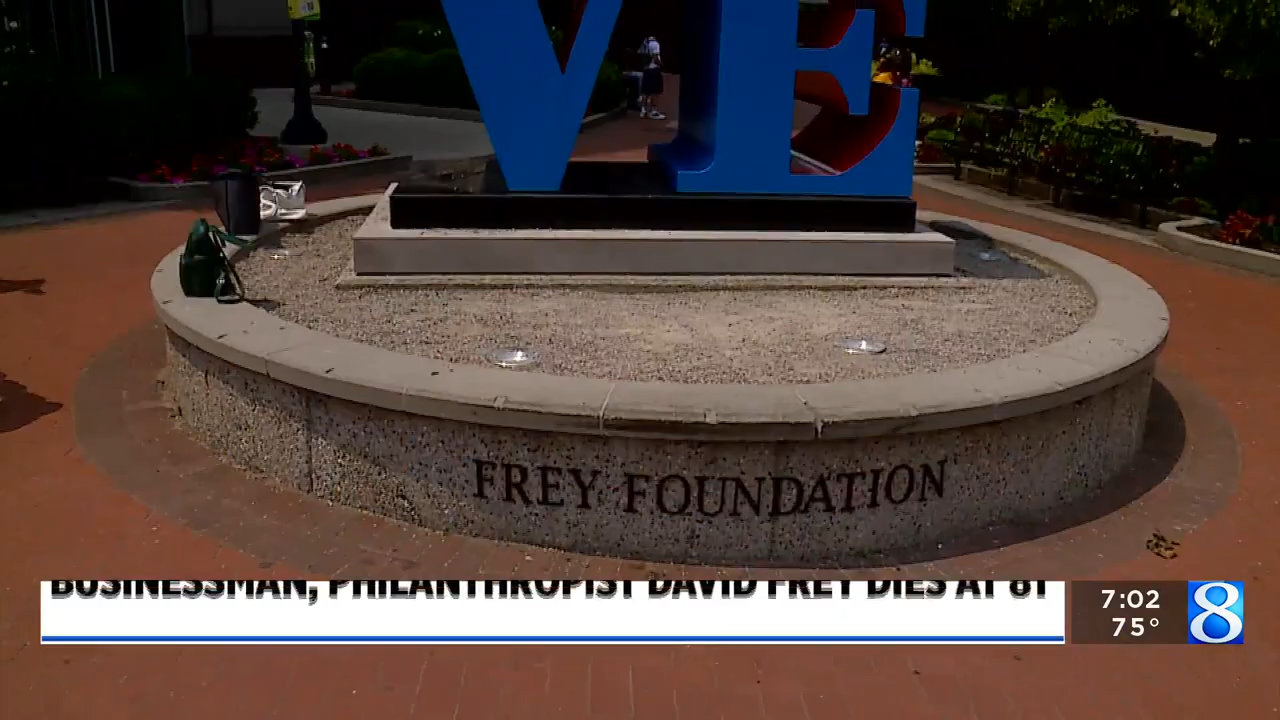 VE
FREY FOUNDATION
BUSINESSMAN, PHILANTHROPIST DAVID FREY DIES AT 81
7:02
75°
8